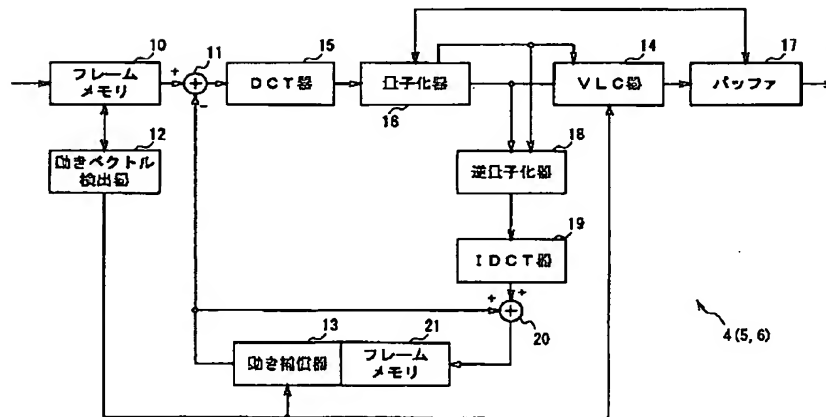 10
フレーム
メモリ
11
+
-
15
DCT器
量子化器
16
14
VLC器
17
バッファ
12
動きベクトル
検出器
18
逆量子化器
19
IDCT器
+
+
20
13
動き補償器
21
フレーム
メモリ
4(5,6)